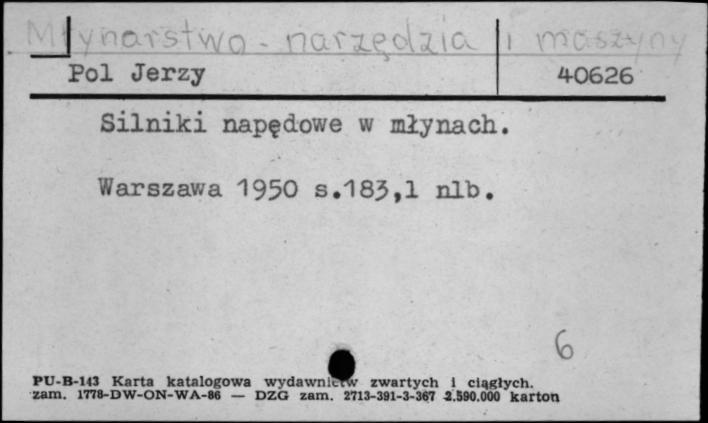 Młynarstwo - narzędzia i maszyny
Pol Jerzy 40626
Silniki napędowe w młynach.
Warszawa 1950 s.183,1 nlb.
6
PU-B-143 Karta katalogowa wydawnictw zwartych i ciągłych.
zam. 1778-DW-ON-WA-86 — DZG zam. 2713-391-3-367 2.590.000 karton